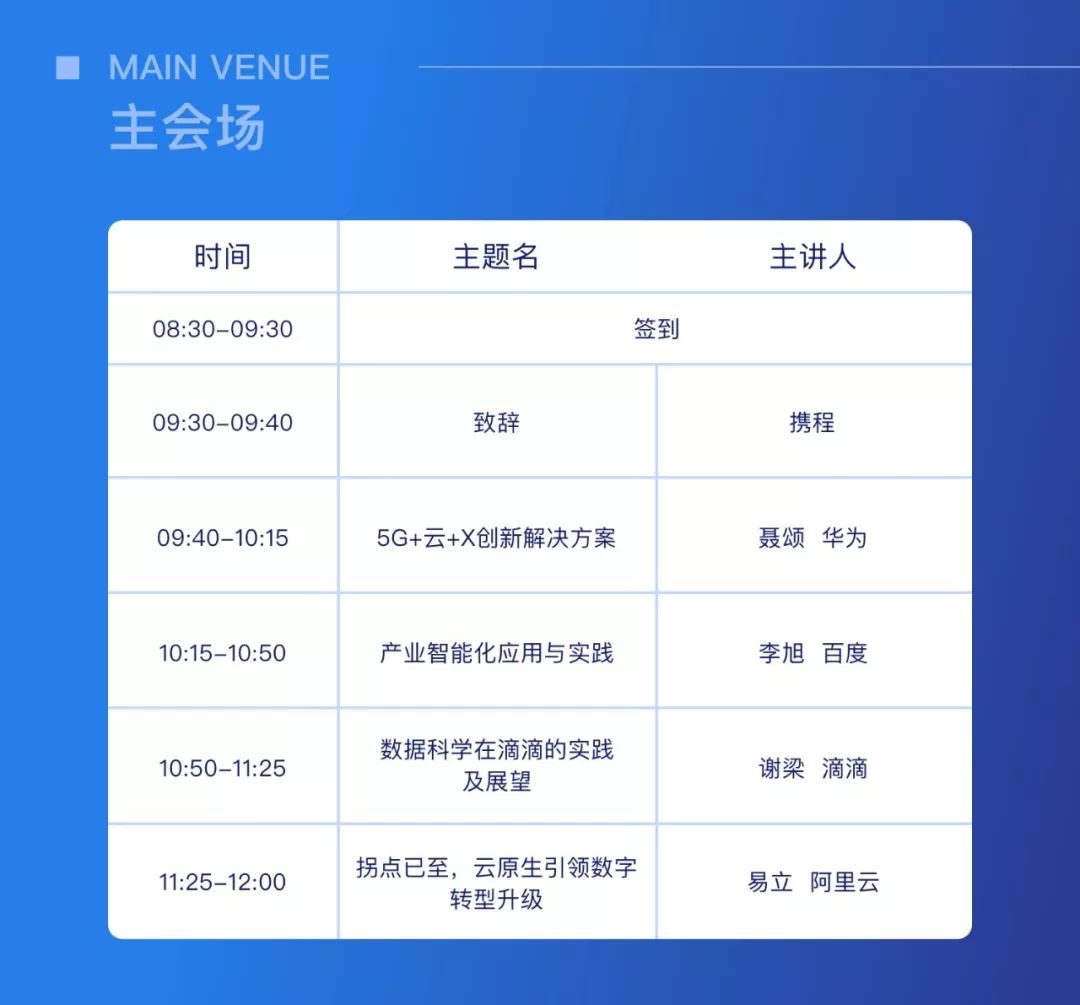 MAIN VENUE
主会场
时间 主题名 主讲人
08:30–09:30 签到
09:30–09:40 致辞 携程
09:40–10:15 5G+云+X创新解决方案 聂颂 华为
10:15–10:50 产业智能化应用与实践 李旭 百度
10:50–11:25 数据科学在滴滴的实践
及展望 谢梁 滴滴
11:25–12:00 拐点已至，云原生引领数字
转型升级 易立 阿里云